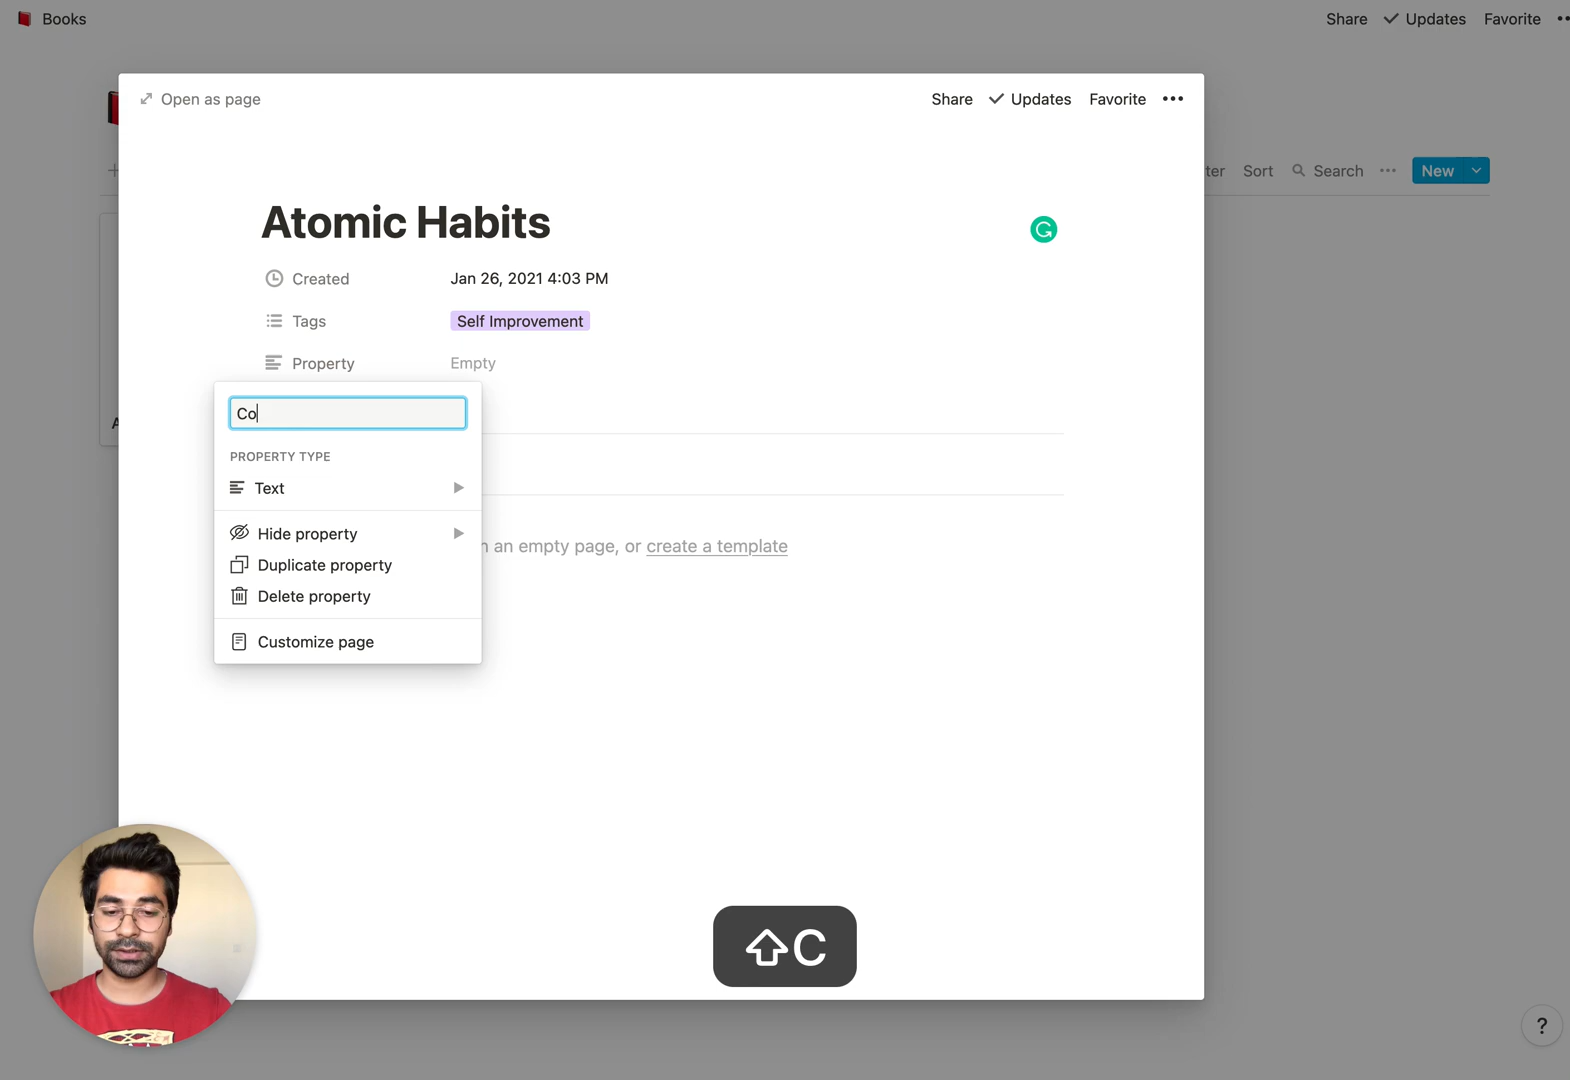 Books
Share Updates Favorite
Open as page
Share Updates Favorite
Sort Search New
Atomic Habits
Created Jan 26, 2021 4:03 PM
Tags Self Improvement
Property Empty
Co
PROPERTY TYPE
Text
Hide property
an empty page, or create a template
Duplicate property
Delete property
Customize page
⇧C
?